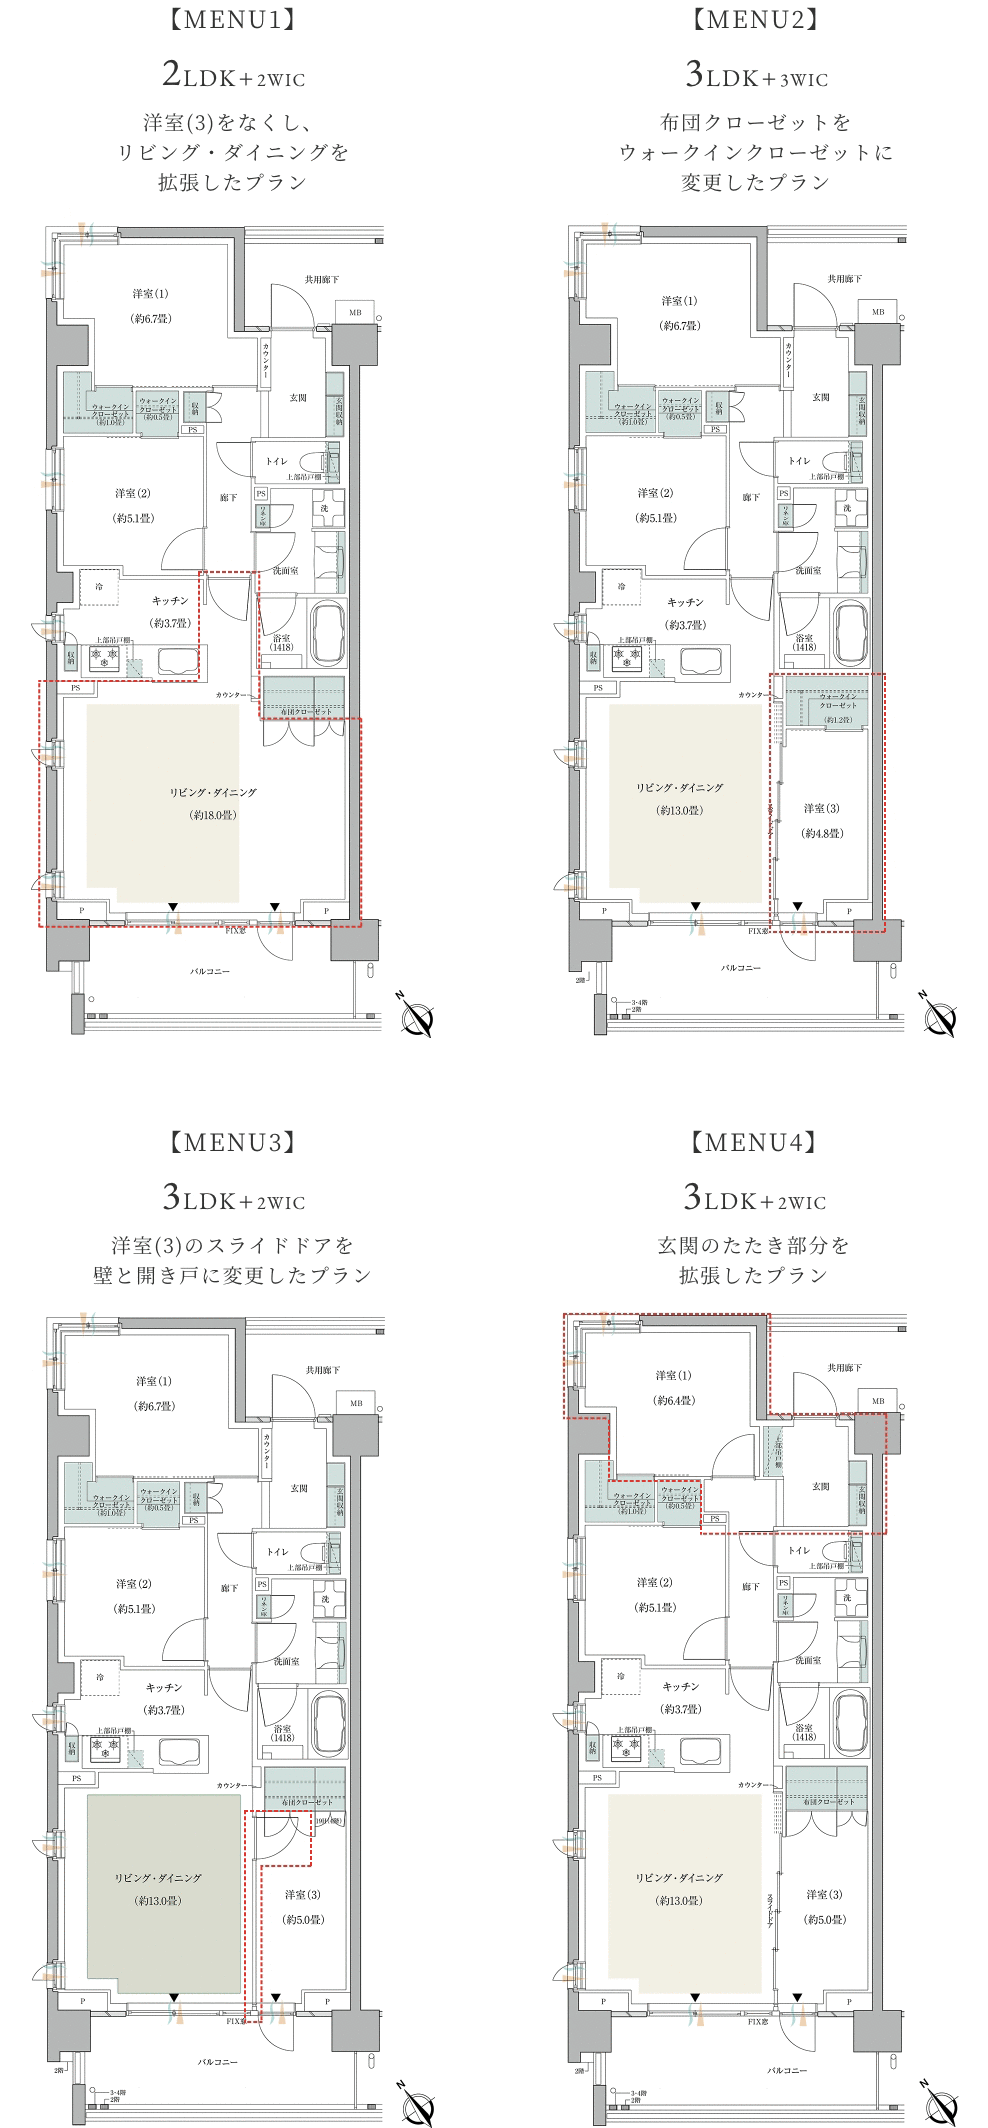 【MENU1】
2LDK+2WIC
洋室(3)をなくし、
リビング・ダイニングを
拡張したプラン
共用廊下
洋室(1)
(約6.7畳)
MB
カウンター
玄関
玄関収納
ウォークイン
クローゼット
(約1.0畳)
ウォークイン
クローゼット
(約0.5畳)
収納
PS
トイレ
上部吊戸棚
洋室(2)
(約5.1畳)
廊下
PS
リネン庫
洗
洗面室
冷
キッチン
(約3.7畳)
上部吊戸棚
収納
浴室
(1418)
PS
カウンター
布団クローゼット
リビング・ダイニング
(約18.0畳)
P
P
FIX窓
バルコニー
N
【MENU2】
3LDK+3WIC
布団クローゼットを
ウォークインクローゼットに
変更したプラン
共用廊下
洋室(1)
(約6.7畳)
MB
カウンター
玄関
玄関収納
ウォークイン
クローゼット
(約1.0畳)
ウォークイン
クローゼット
(約0.5畳)
収納
PS
トイレ
上部吊戸棚
洋室(2)
(約5.1畳)
廊下
PS
リネン庫
洗
洗面室
冷
キッチン
(約3.7畳)
上部吊戸棚
収納
浴室
(1418)
PS
カウンター
ウォークイン
クローゼット
(約1.2畳)
リビング・ダイニング
(約13.0畳)
洋室(3)
(約4.8畳)
P
P
FIX窓
バルコニー
2階
3・4階
2階
N
【MENU3】
3LDK+2WIC
洋室(3)のスライドドアを
壁と開き戸に変更したプラン
共用廊下
洋室(1)
(約6.7畳)
MB
カウンター
玄関
玄関収納
ウォークイン
クローゼット
(約1.0畳)
ウォークイン
クローゼット
(約0.5畳)
収納
PS
トイレ
上部吊戸棚
洋室(2)
(約5.1畳)
廊下
PS
リネン庫
洗
洗面室
冷
キッチン
(約3.7畳)
上部吊戸棚
収納
浴室
(1418)
PS
カウンター
布団クローゼット
リビング・ダイニング
(約13.0畳)
洋室(3)
(約5.0畳)
P
P
FIX窓
バルコニー
2階
3・4階
2階
N
【MENU4】
3LDK+2WIC
玄関のたたき部分を
拡張したプラン
共用廊下
洋室(1)
(約6.4畳)
MB
上部吊戸棚
玄関
玄関収納
ウォークイン
クローゼット
(約1.0畳)
ウォークイン
クローゼット
(約0.5畳)
PS
トイレ
上部吊戸棚
洋室(2)
(約5.1畳)
廊下
PS
リネン庫
洗
洗面室
冷
キッチン
(約3.7畳)
上部吊戸棚
収納
浴室
(1418)
PS
カウンター
布団クローゼット
リビング・ダイニング
(約13.0畳)
スライドドア
洋室(3)
(約5.0畳)
P
P
バルコニー
2階
3・4階
2階
N